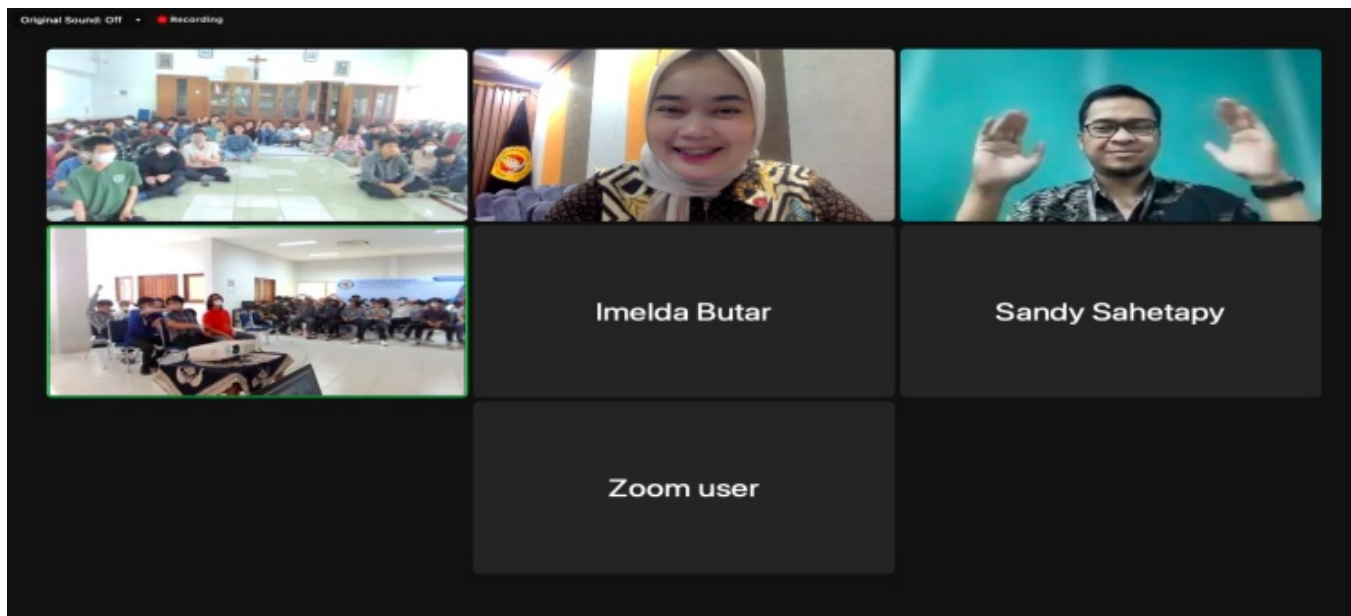 Original Sound: Off
Recording
Imelda Butar
Sandy Sahetapy
Zoom user